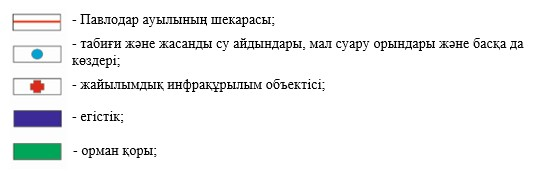 - Павлодар ауылының шекарасы;
- табиғи және жасанды су айдындары, мал суару орындары және басқа да
көздері;
- жайылымдық инфрақұрылым объектісі;
- егістік;
- орман қоры;